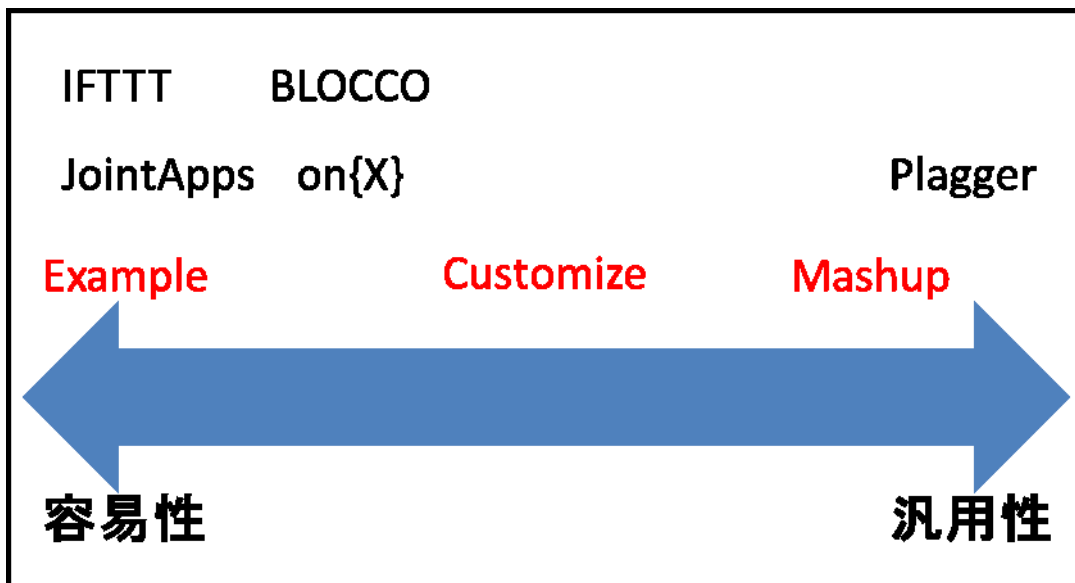 IFTTT BLOCCO
JointApps on{X} Plagger
Example Customize Mashup
容易性 汎用性